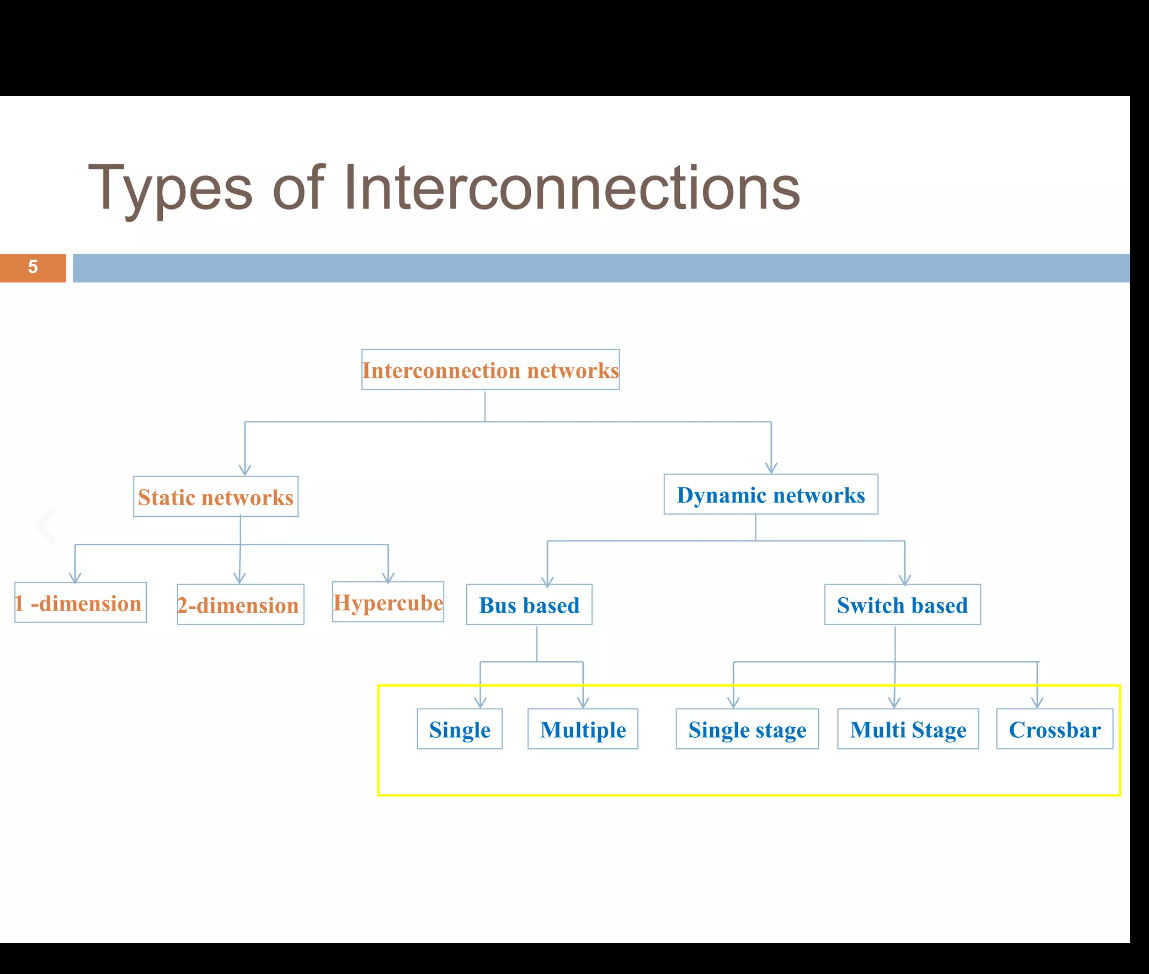 Types of Interconnections
5
Interconnection networks
Static networks
Dynamic networks
1 -dimension
2-dimension
Hypercube
Bus based
Switch based
Single
Multiple
Single stage
Multi Stage
Crossbar